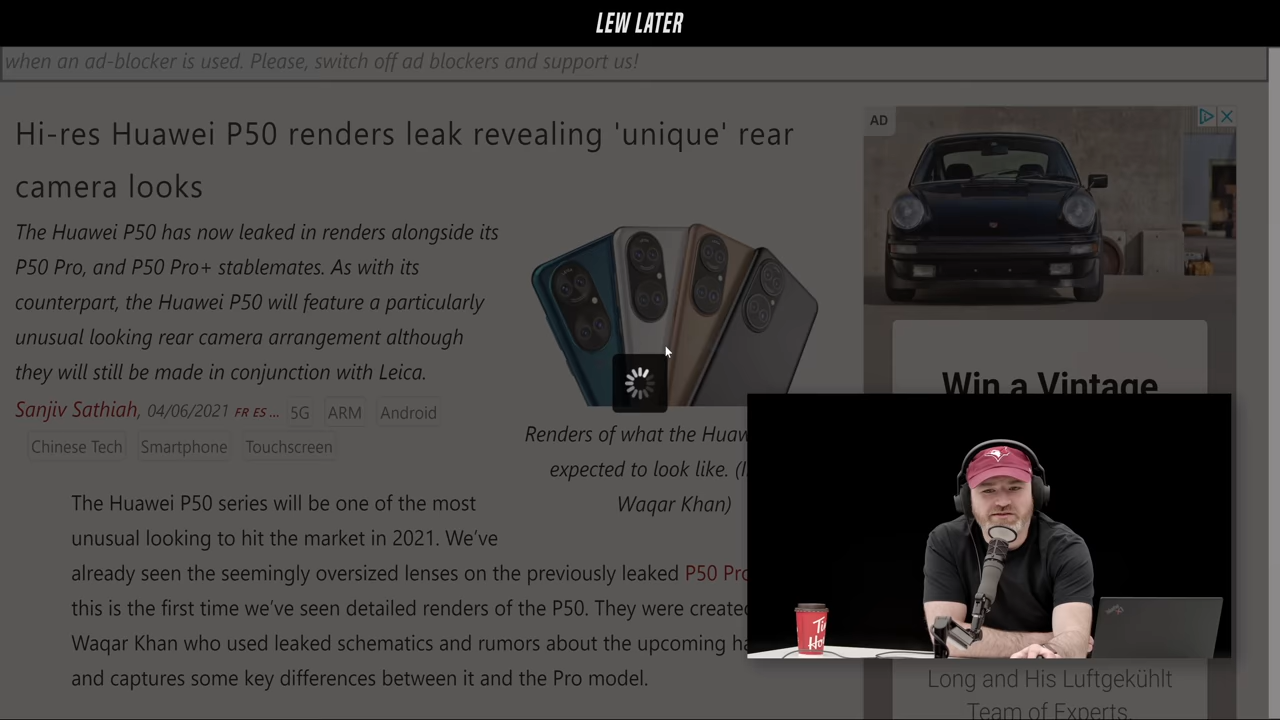 LEW LATER
when an ad-blocker is used. Please, switch off ad blockers and support us!
Hi-res Huawei P50 renders leak revealing 'unique' rear
camera looks
The Huawei P50 has now leaked in renders alongside its
P50 Pro, and P50 Pro+ stablemates. As with its
counterpart, the Huawei P50 will feature a particularly
unusual looking rear camera arrangement although
they will still be made in conjunction with Leica.
Sanjiv Sathiah, 04/06/2021 FR ES ... 5G ARM Android
Chinese Tech Smartphone Touchscreen
Renders of what the Huaw
expected to look like. (I
Waqar Khan)
The Huawei P50 series will be one of the most
unusual looking to hit the market in 2021. We've
already seen the seemingly oversized lenses on the previously leaked P50 Pro
this is the first time we've seen detailed renders of the P50. They were created
Waqar Khan who used leaked schematics and rumors about the upcoming ha
and captures some key differences between it and the Pro model.
AD
Win a Vintage
Tim
Ho
Long and His Luftgekühlt
Team of Experts